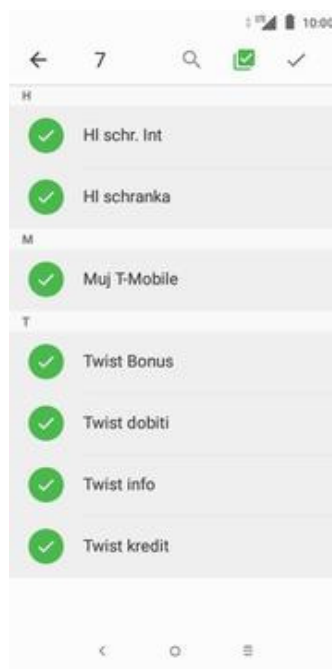 10:00
7
H
Hl schr. Int
Hl schranka
M
Muj T-Mobile
T
Twist Bonus
Twist dobiti
Twist info
Twist kredit